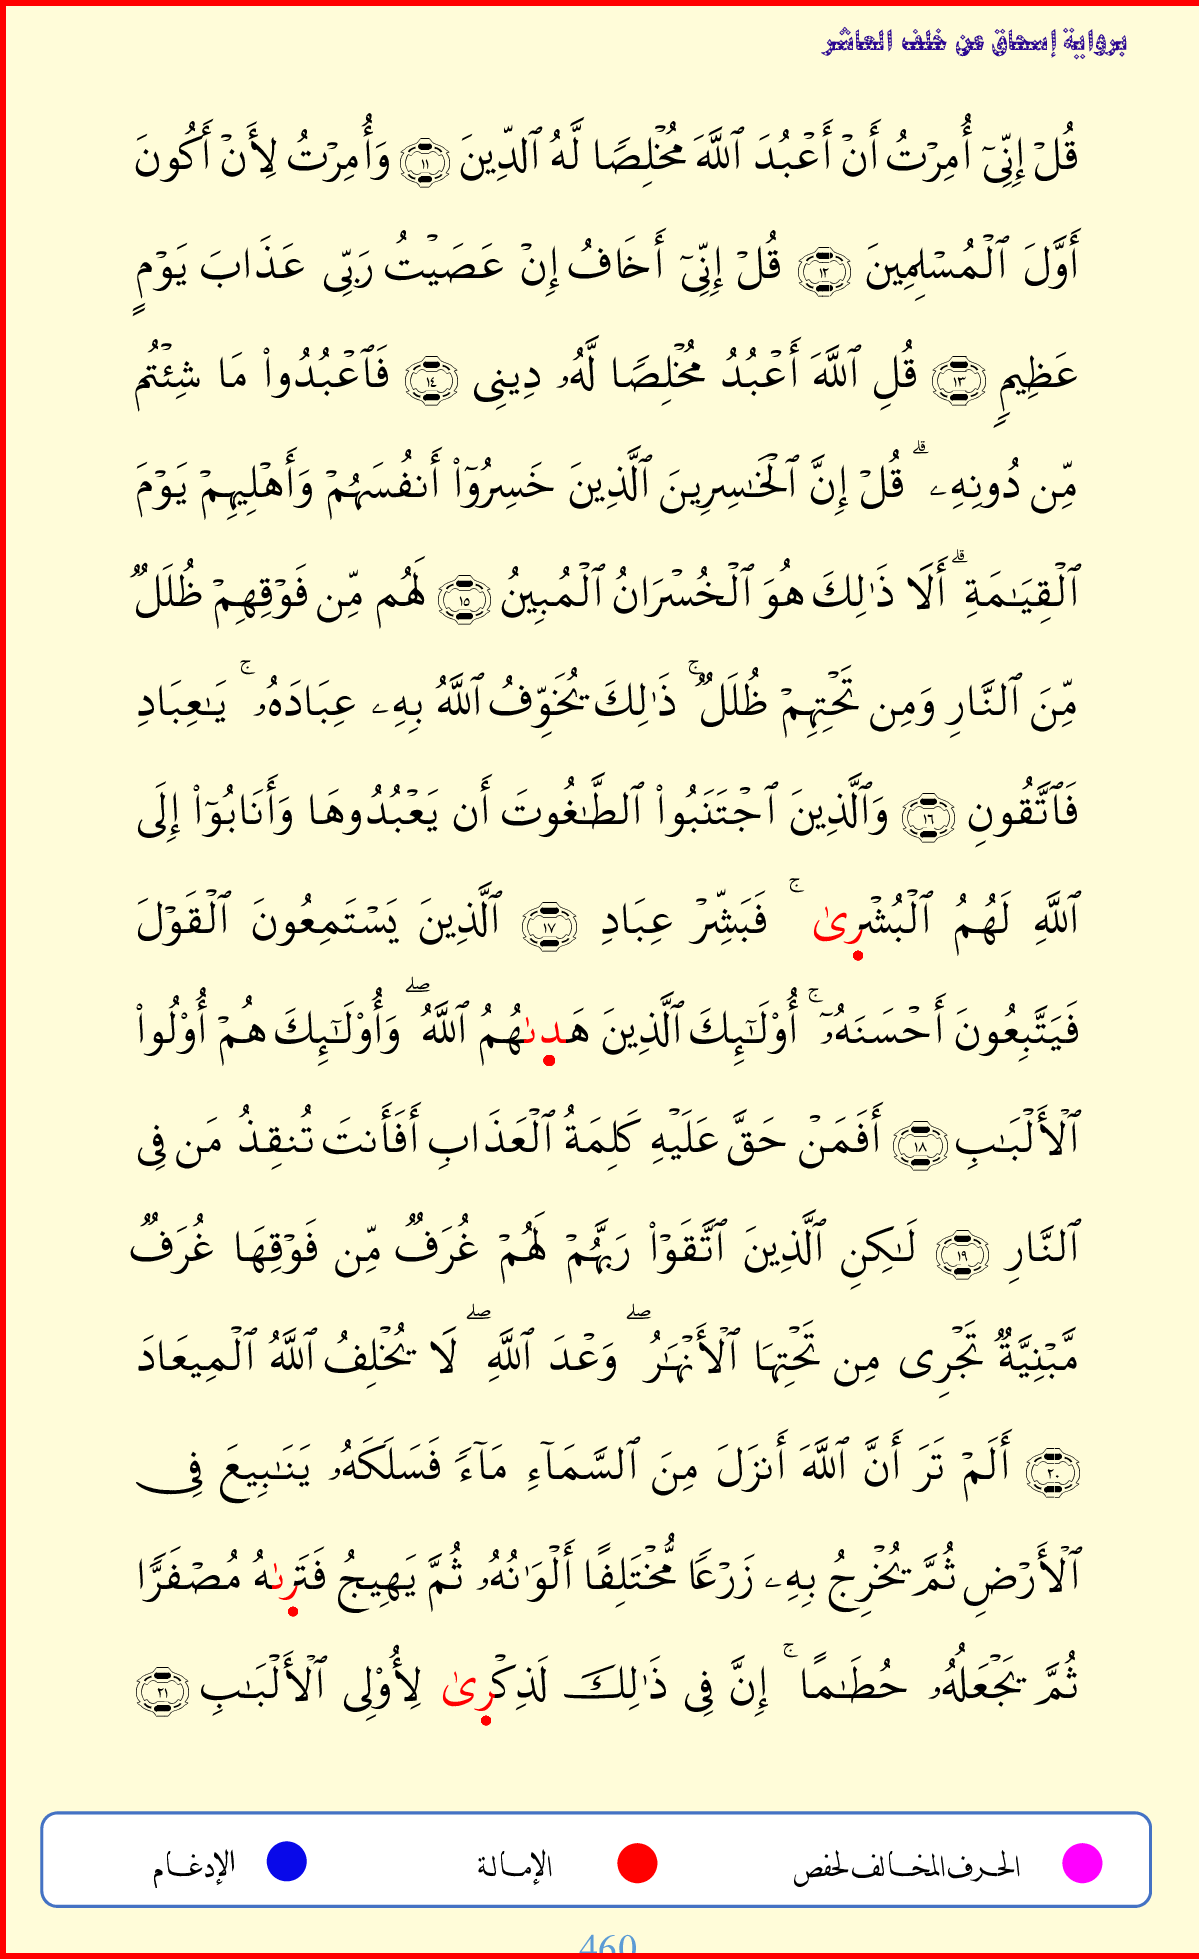 برواية إسحاق عن خلف العاشر
قُلۡ إِنِّيٓ أُمِرۡتُ أَنۡ أَعۡبُدَ ٱللَّهَ مُخۡلِصٗا لَّهُ ٱلدِّينَ ١١ وَأُمِرۡتُ لِأَنۡ أَكُونَ
أَوَّلَ ٱلۡمُسۡلِمِينَ ١٢ قُلۡ إِنِّيٓ أَخَافُ إِنۡ عَصَيۡتُ رَبِّي عَذَابَ يَوۡمٍ
عَظِيمٖ ١٣ قُلِ ٱللَّهَ أَعۡبُدُ مُخۡلِصٗا لَّهُۥ دِينِي ١٤ فَٱعۡبُدُواْ مَا شِئۡتُم
مِّن دُونِهِۦۗ قُلۡ إِنَّ ٱلۡخَٰسِرِينَ ٱلَّذِينَ خَسِرُوٓاْ أَنفُسَهُمۡ وَأَهۡلِيهِمۡ يَوۡمَ
ٱلۡقِيَٰمَةِۗ أَلَا ذَٰلِكَ هُوَ ٱلۡخُسۡرَانُ ٱلۡمُبِينُ ١٥ لَهُم مِّن فَوۡقِهِمۡ ظُلَلٞ
مِّنَ ٱلنَّارِ وَمِن تَحۡتِهِمۡ ظُلَلٞۚ ذَٰلِكَ يُخَوِّفُ ٱللَّهُ بِهِۦ عِبَادَهُۥۚ يَٰعِبَادِ
فَٱتَّقُونِ ١٦ وَٱلَّذِينَ ٱجۡتَنَبُواْ ٱلطَّٰغُوتَ أَن يَعۡبُدُوهَا وَأَنَابُوٓاْ إِلَى
ٱللَّهِ لَهُمُ ٱلۡبُشۡرِىٰۚ فَبَشِّرۡ عِبَادِ ١٧ ٱلَّذِينَ يَسۡتَمِعُونَ ٱلۡقَوۡلَ
فَيَتَّبِعُونَ أَحۡسَنَهُۥٓۚ أُوْلَٰٓئِكَ ٱلَّذِينَ هَدىٰهُمُ ٱللَّهُۖ وَأُوْلَٰٓئِكَ هُمۡ أُوْلُواْ
ٱلۡأَلۡبَٰبِ ١٨ أَفَمَنۡ حَقَّ عَلَيۡهِ كَلِمَةُ ٱلۡعَذَابِ أَفَأَنتَ تُنقِذُ مَن فِي
ٱلنَّارِ ١٩ لَٰكِنِ ٱلَّذِينَ ٱتَّقَوۡاْ رَبَّهُمۡ لَهُمۡ غُرَفٞ مِّن فَوۡقِهَا غُرَفٞ
مَّبۡنِيَّةٞ تَجۡرِي مِن تَحۡتِهَا ٱلۡأَنۡهَٰرُۖ وَعۡدَ ٱللَّهِۖ لَا يُخۡلِفُ ٱللَّهُ ٱلۡمِيعَادَ
٢٠ أَلَمۡ تَرَ أَنَّ ٱللَّهَ أَنزَلَ مِنَ ٱلسَّمَآءِ مَآءٗ فَسَلَكَهُۥ يَنَٰبِيعَ فِي
ٱلۡأَرۡضِ ثُمَّ يُخۡرِجُ بِهِۦ زَرۡعٗا مُّخۡتَلِفًا أَلۡوَٰنُهُۥ ثُمَّ يَهِيجُ فَتَرِىٰهُ مُصۡفَرّٗا
ثُمَّ يَجۡعَلُهُۥ حُطَٰمًاۚ إِنَّ فِي ذَٰلِكَ لَذِكۡرِىٰ لِأُوْلِي ٱلۡأَلۡبَٰبِ ٢١
الحرف المخالف لحفص الإمالة الإدغام
460